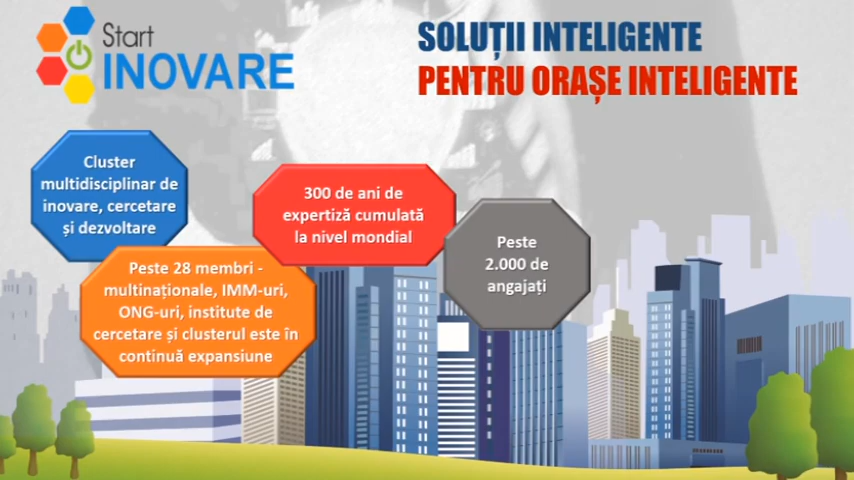 Start
INOVARE
SOLUȚII INTELIGENTE
PENTRU ORAȘE INTELIGENTE
Cluster
multidisciplinar de
inovare, cercetare
și dezvoltare
300 de ani de
expertiză cumulată
la nivel mondial
Peste
2.000 de
angajați
Peste 28 membri -
multinaționale, IMM-uri,
ONG-uri, institute de
cercetare și clusterul este în
continuă expansiune